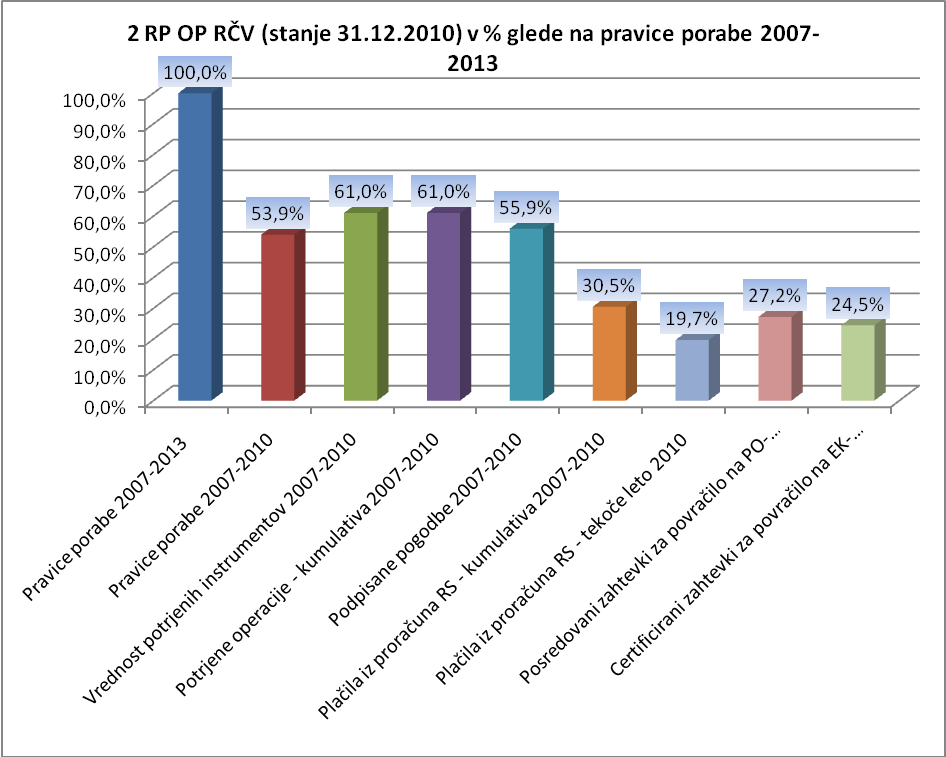 2 RP OP RČV (stanje 31.12.2010) v % glede na pravice porabe 2007-
2013
100,0%
90,0%
80,0%
70,0%
60,0%
50,0%
40,0%
30,0%
20,0%
10,0%
0,0%
100,0%
53,9%
61,0%
61,0%
55,9%
30,5%
19,7%
27,2%
24,5%
Pravice porabe 2007-2013
Pravice porabe 2007-2010
Vrednost potrjenih instrumentov 2007-2010
Potrjene operacije - kumulativa 2007-2010
Podpisane pogodbe 2007-2010
Plačila iz proračuna RS - kumulativa 2007-2010
Plačila iz proračuna RS - tekoče leto 2010
Posredovani zahtevki za povračilo na PO-...
Certificirani zahtevki za povračilo na EK-...